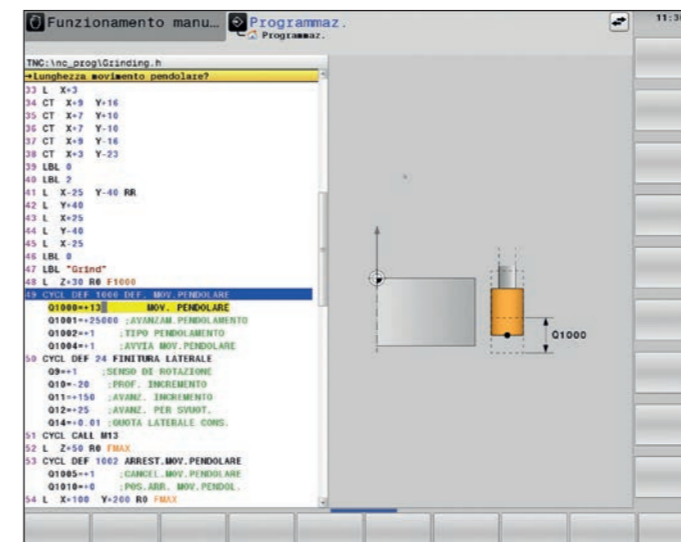 Funzionamento manu… Programmaz.
Programmaz.
11:30
TNC:\nc_prog\Grinding.h
→Lunghezza movimento pendolare?
33 L X+3
34 CT X+9 Y+16
35 CT X+7 Y+10
36 CT X+7 Y-10
37 CT X+9 Y-16
38 CT X+3 Y-23
39 LBL 0
40 LBL 2
41 L X-25 Y-40 RR
42 L Y+40
43 L X+25
44 L Y-40
45 L X-25
46 LBL 0
47 LBL "Grind"
48 L Z+30 R0 F1000
49 CYCL DEF 1000 DEF. MOV.PENDOLARE
Q1000=+13 MOV. PENDOLARE
Q1001=+25000 ;AVANZAM.PENDOLAMENTO
Q1002=+1 ;TIPO PENDOLAMENTO
Q1004=+1 ;AVVIA MOV.PENDOLARE
50 CYCL DEF 24 FINITURA LATERALE
Q9=+1 ;SENSO DI ROTAZIONE
Q10=-20 ;PROF. INCREMENTO
Q11=+150 ;AVANZ. INCREMENTO
Q12=+25 ;AVANZ. PER SVUOT.
Q14=+0.01 ;QUOTA LATERALE CONS.
51 CYCL CALL M13
52 L Z+50 R0 FMAX
53 CYCL DEF 1002 ARREST.MOV.PENDOLARE
Q1005=+1 ;CANCEL.MOV.PENDOLARE
Q1010=+0 ;POS.ARR. MOV.PENDOL.
54 L X+100 Y+200 R0 FMAX
Q1000